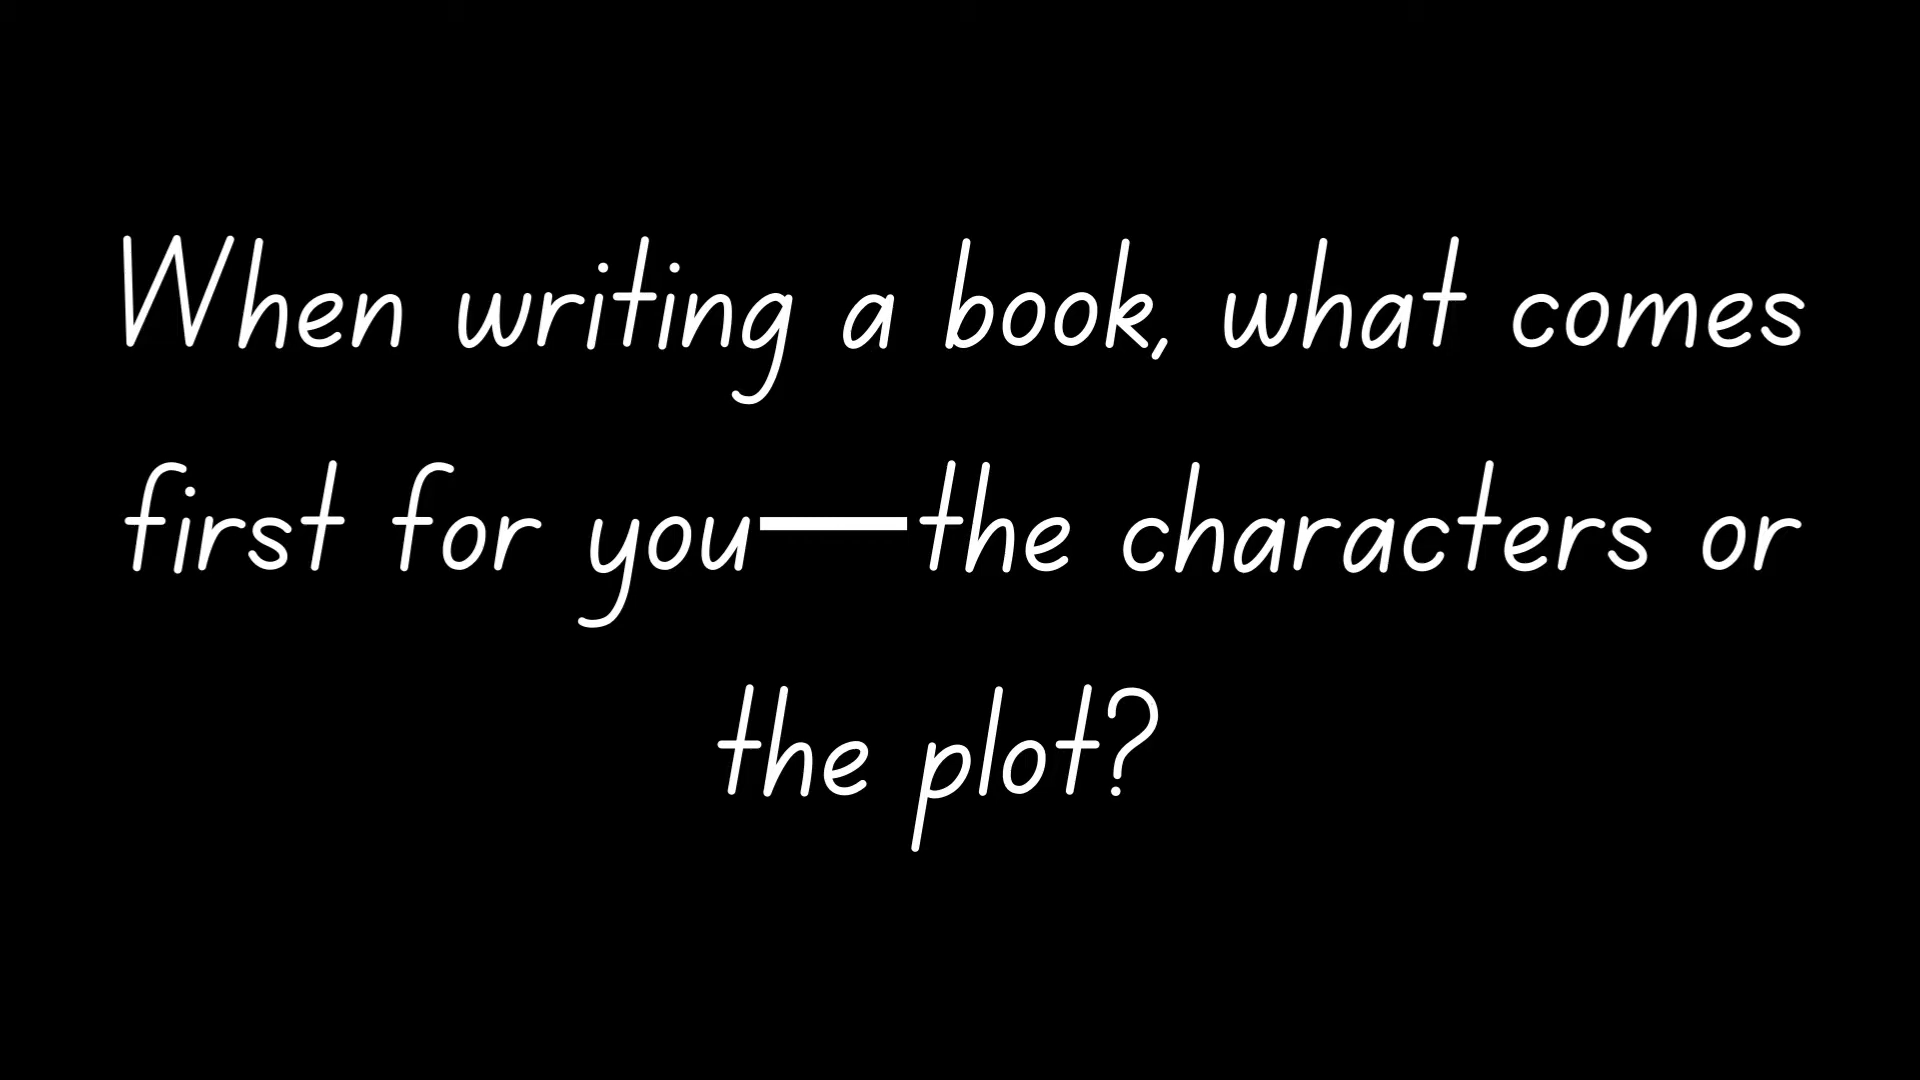 When writing a book, what comes
first for you—the characters or
the plot?